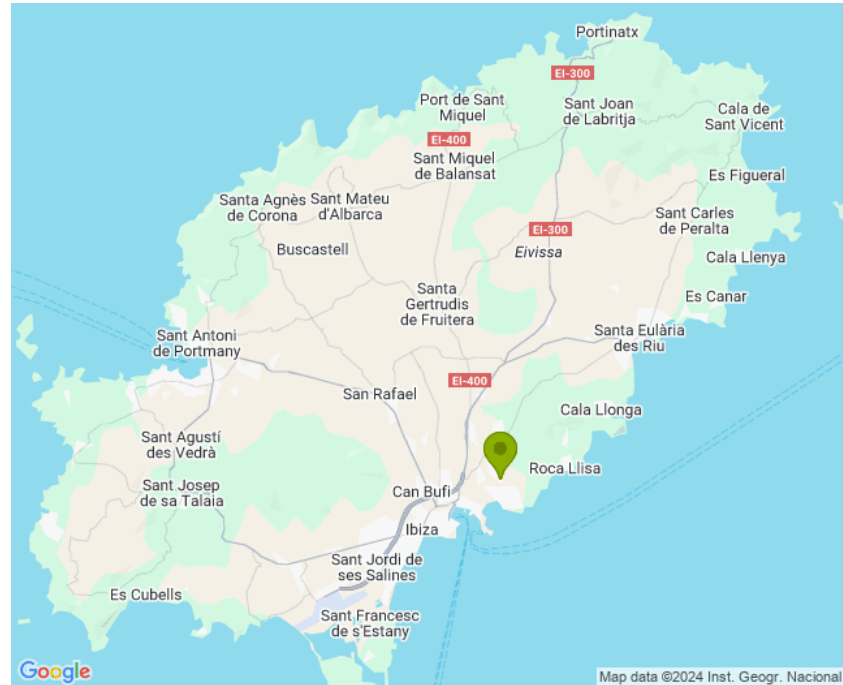 Portinatx
EI-300
Port de Sant
Miquel
Sant Joan
de Labritja
Cala de
Sant Vicent
EI-400
Sant Miquel
de Balansat
Es Figueral
Santa Agnès
de Corona
Sant Mateu
d'Albarca
Sant Carles
de Peralta
EI-300
Buscastell
Eivissa
Cala Llenya
Santa
Gertrudis
de Fruitera
Es Canar
Sant Antoni
de Portmany
Santa Eulària
des Riu
EI-400
San Rafael
Cala Llonga
Sant Agustí
des Vedrà
Roca Llisa
Sant Josep
de sa Talaia
Can Bufi
Ibiza
Sant Jordi de
ses Salines
Es Cubells
Sant Francesc
de s'Estany
Google
Map data ©2024 Inst. Geogr. Nacional